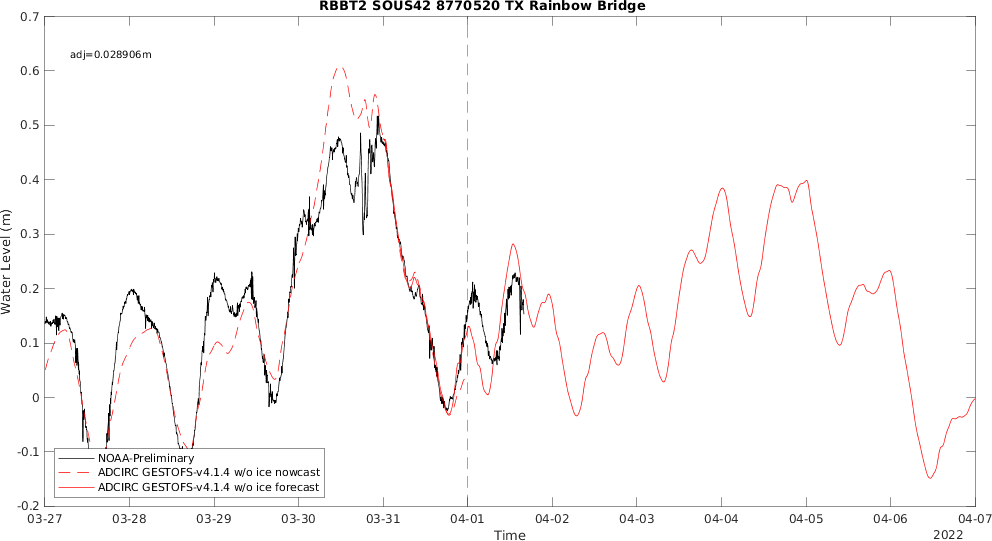 RBBT2 SOUS42 8770520 TX Rainbow Bridge
0.7
adj=0.028906m
0.6
0.5
0.4
0.3
0.2
0.1
0
-0.1
-0.2
Water Level (m)
NOAA-Preliminary
ADCIRC GESTOFS-v4.1.4 w/o ice nowcast
ADCIRC GESTOFS-v4.1.4 w/o ice forecast
03-27 03-28 03-29 03-30 03-31 04-01 04-02 04-03 04-04 04-05 04-06 04-07
Time
2022